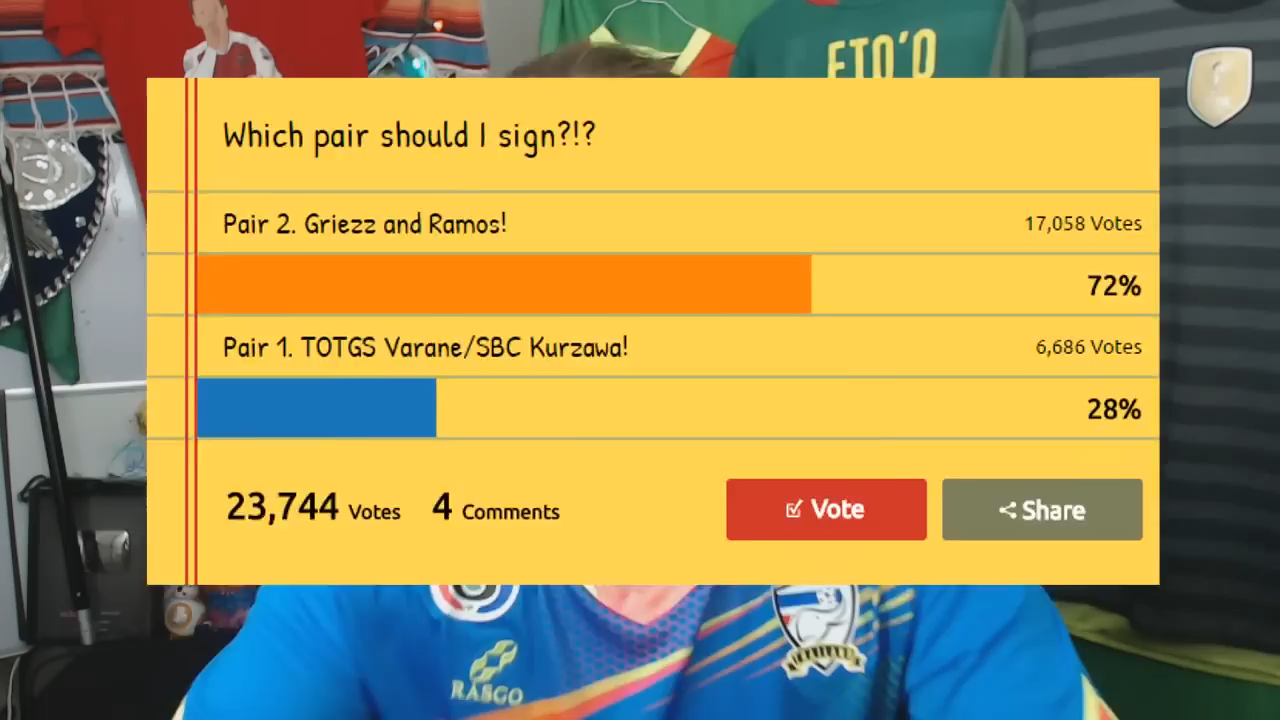 ETO'O
Which pair should I sign?!?
Pair 2. Griezz and Ramos!
17,058 Votes
72%
Pair 1. TOTGS Varane/SBC Kurzawa!
6,686 Votes
28%
23,744 Votes
4 Comments
Vote
Share
RASGO